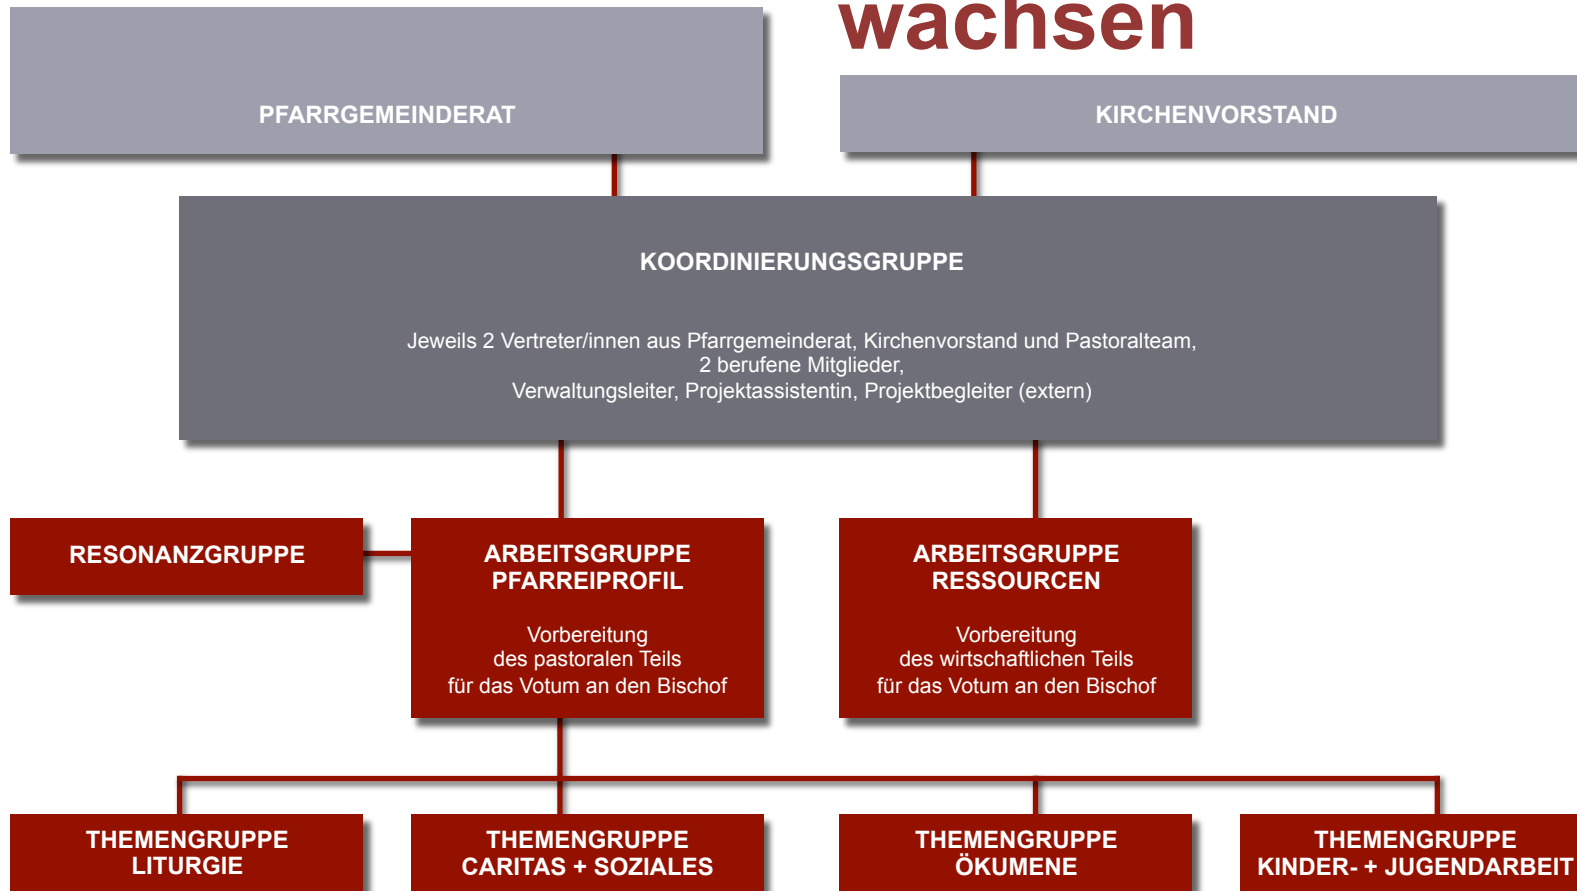 wachsen
PFARRGEMEINDERAT
KIRCHENVORSTAND
KOORDINIERUNGSGRUPPE
Jeweils 2 Vertreter/innen aus Pfarrgemeinderat, Kirchenvorstand und Pastoralteam,
2 berufene Mitglieder,
Verwaltungsleiter, Projektassistentin, Projektbegleiter (extern)
RESONANZGRUPPE
ARBEITSGRUPPE
PFARREIPROFIL
Vorbereitung
des pastoralen Teils
für das Votum an den Bischof
ARBEITSGRUPPE
RESSOURCEN
Vorbereitung
des wirtschaftlichen Teils
für das Votum an den Bischof
THEMENGRUPPE
LITURGIE
THEMENGRUPPE
CARITAS + SOZIALES
THEMENGRUPPE
ÖKUMENE
THEMENGRUPPE
KINDER- + JUGENDARBEIT